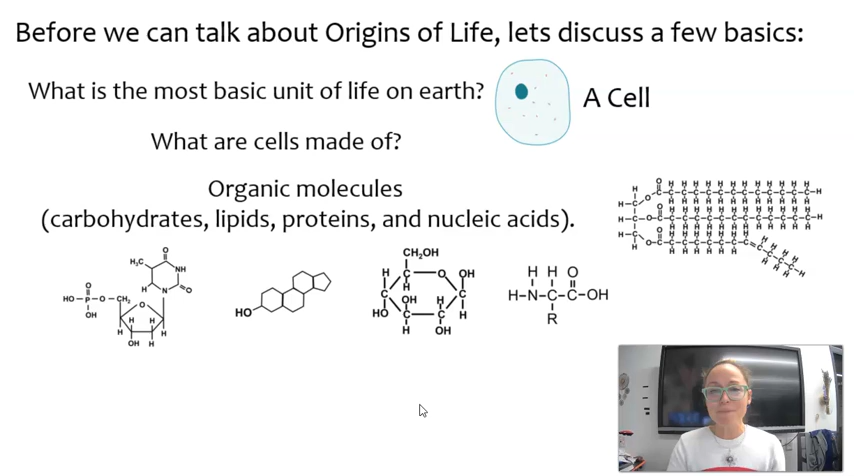 Before we can talk about Origins of Life, lets discuss a few basics:
What is the most basic unit of life on earth?
A Cell
What are cells made of?
Organic molecules
(carbohydrates, lipids, proteins, and nucleic acids).